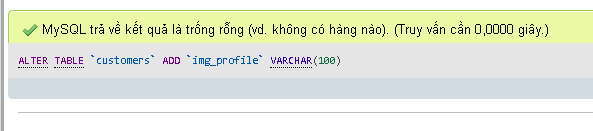 MySQL trả về kết quả là trống rỗng (vd. không có hàng nào). (Truy vấn cần 0,0000 giây.)
ALTER TABLE `customers` ADD `img_profile` VARCHAR(100)